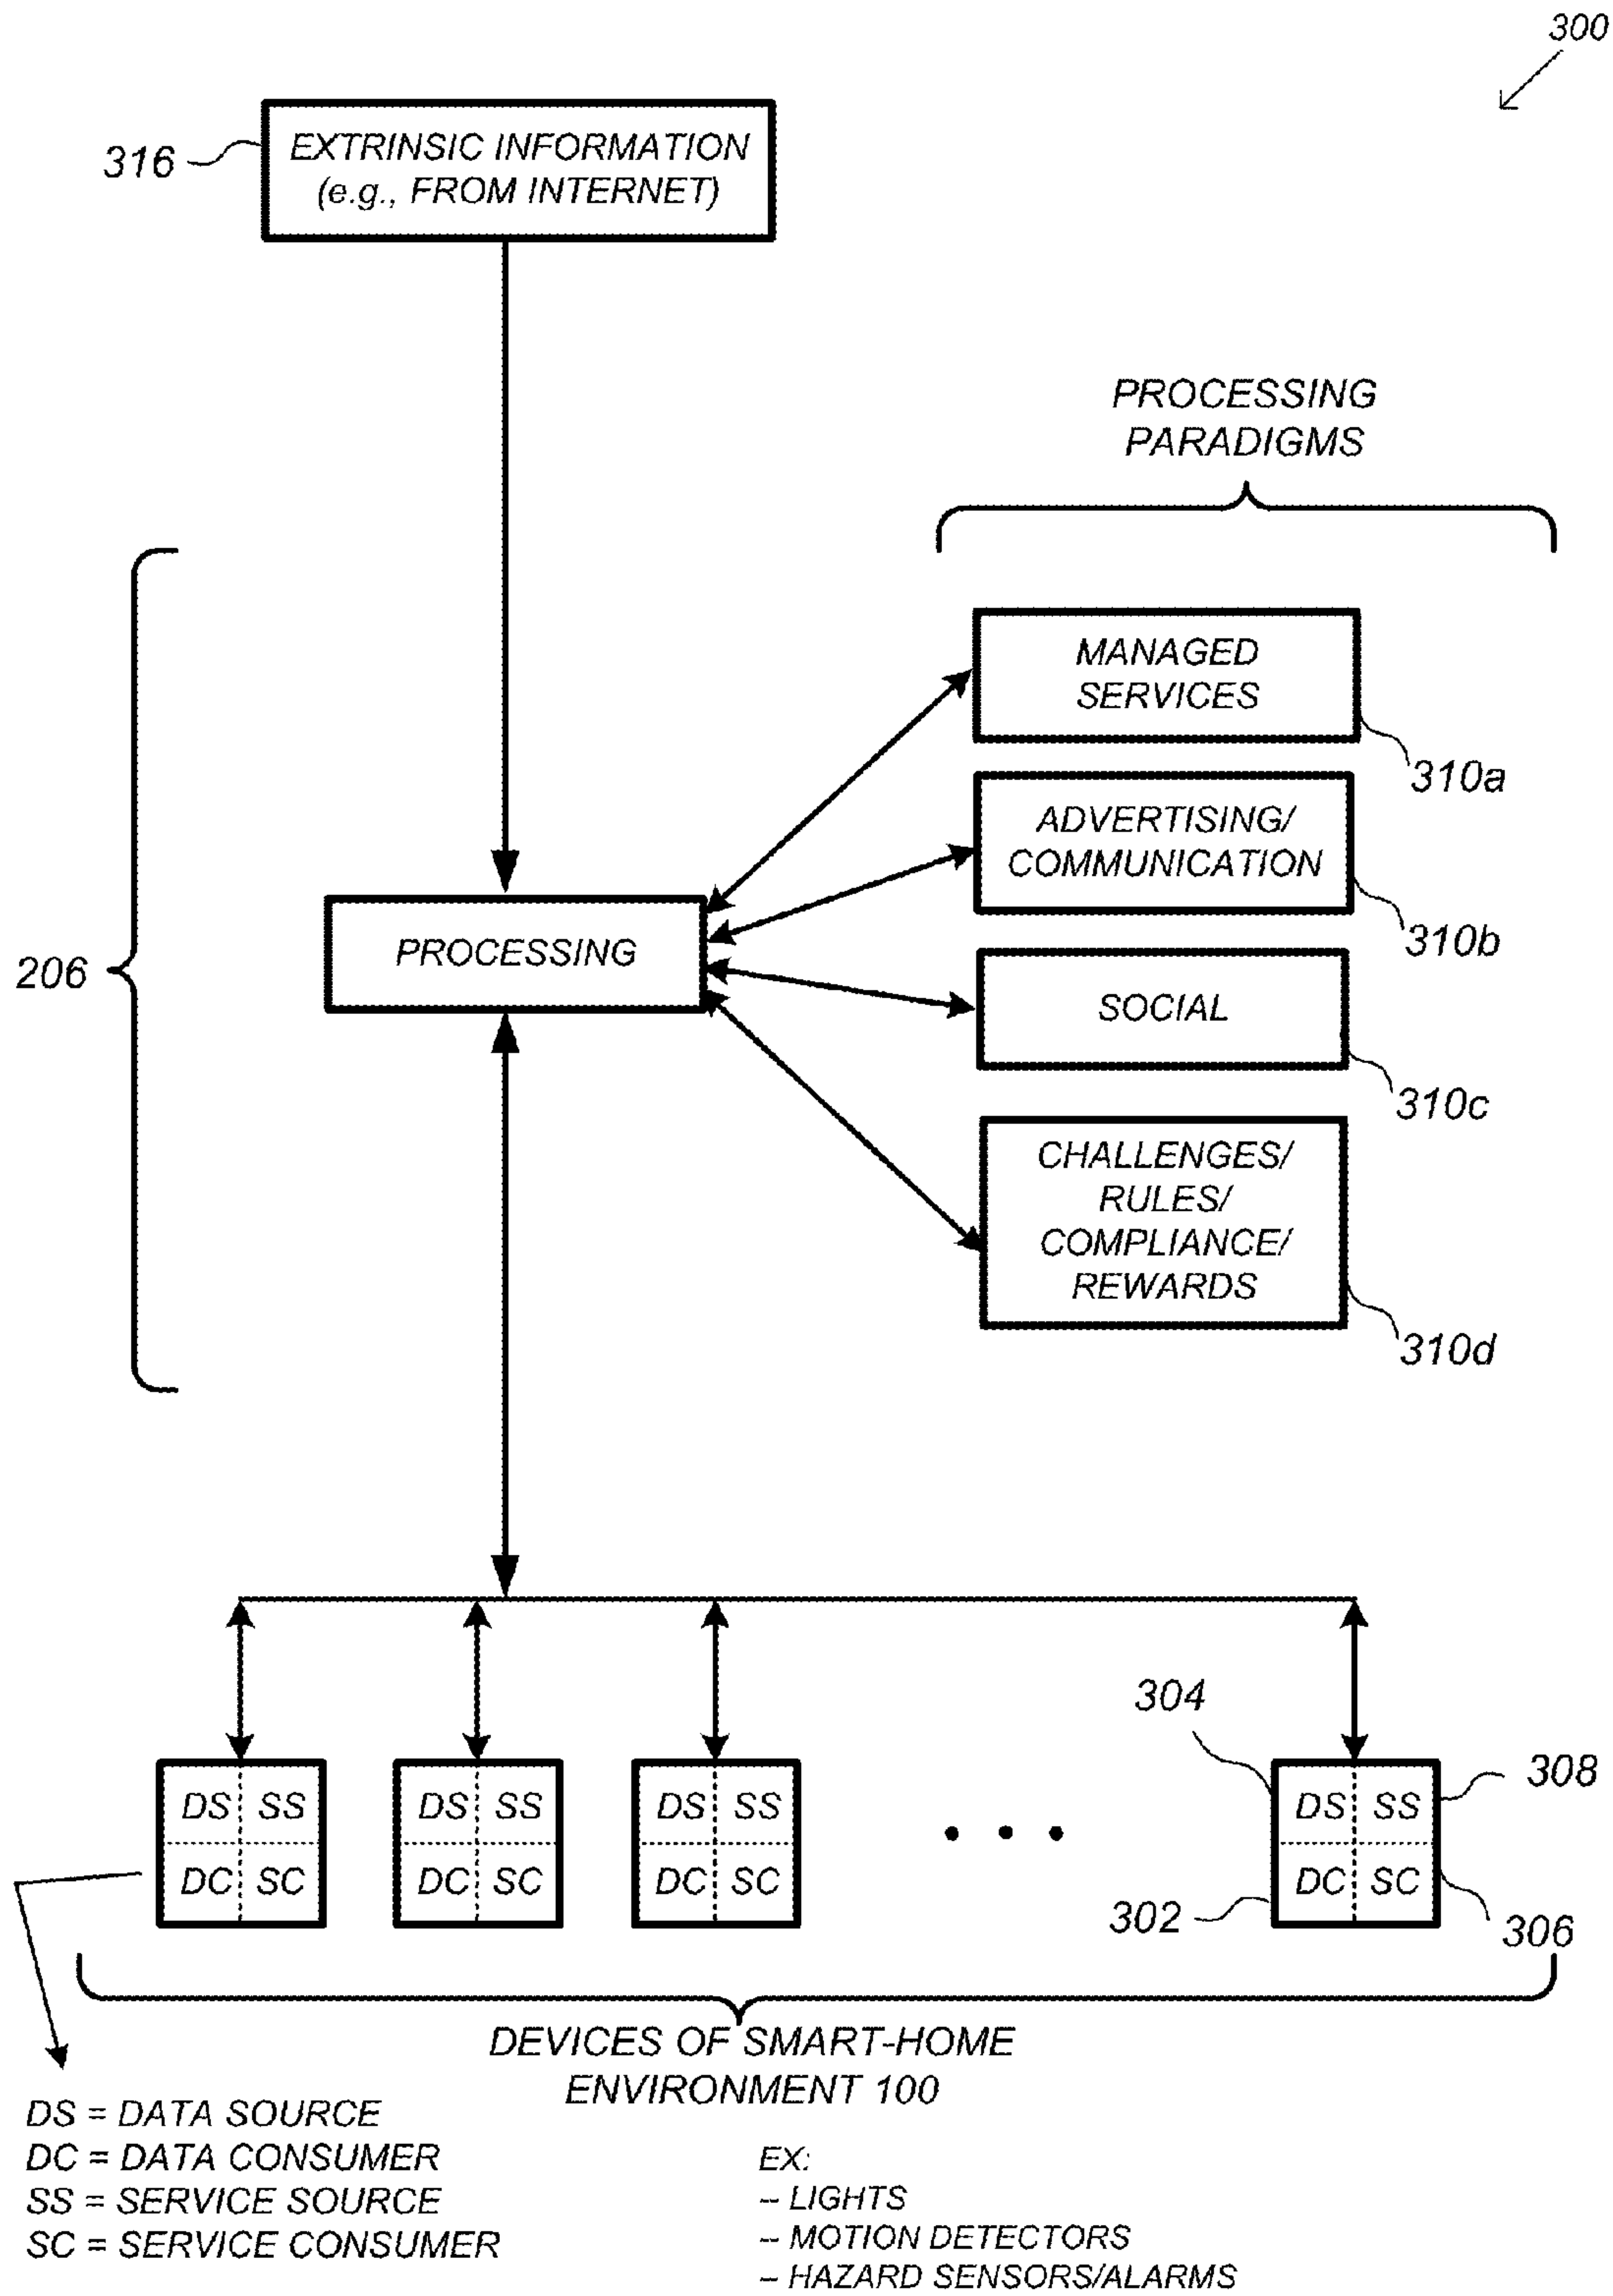 300
316
EXTRINSIC INFORMATION
(e.g., FROM INTERNET)
PROCESSING
PARADIGMS
MANAGED
SERVICES
310a
ADVERTISING/
COMMUNICATION
310b
206
PROCESSING
SOCIAL
310c
CHALLENGES/
RULES/
COMPLIANCE/
REWARDS
310d
304
308
DS SS
DC SC
DS SS
DC SC
DS SS
DC SC
• • •
DS SS
DC SC
302
306
DEVICES OF SMART-HOME
ENVIRONMENT 100
DS = DATA SOURCE
DC = DATA CONSUMER
SS = SERVICE SOURCE
SC = SERVICE CONSUMER
EX:
– LIGHTS
– MOTION DETECTORS
– HAZARD SENSORS/ALARMS